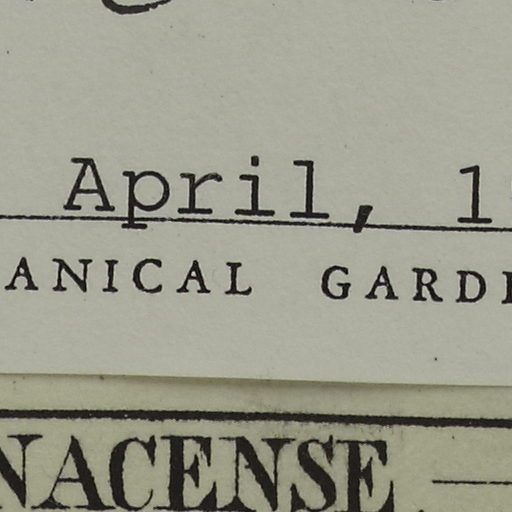 April, 1
ANICAL GARD
NACENSE